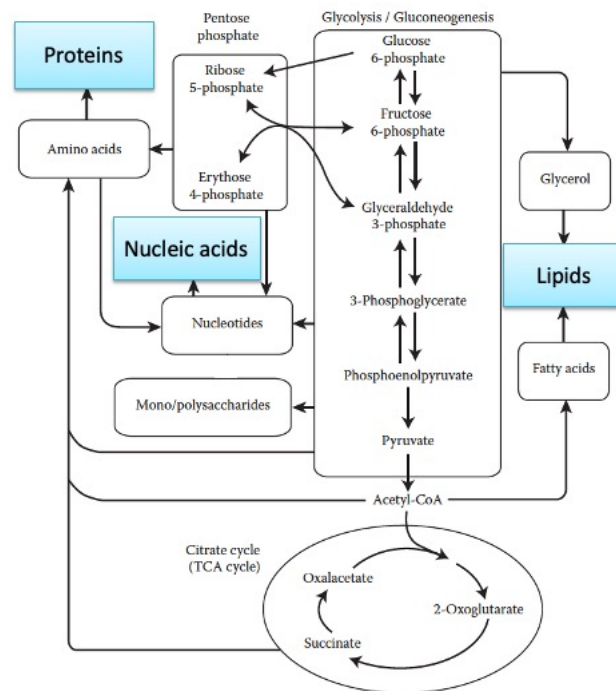 Pentose
phosphate
Glycolysis / Gluconeogenesis
Proteins
Glucose
6-phosphate
Ribose
5-phosphate
Fructose
6-phosphate
Amino acids
Erythose
4-phosphate
Glycerol
Glyceraldehyde
3-phosphate
Nucleic acids
Lipids
3-Phosphoglycerate
Nucleotides
Phosphoenolpyruvate
Fatty acids
Mono/polysaccharides
Pyruvate
Acetyl-CoA
Citrate cycle
(TCA cycle)
Oxalacetate
2-Oxoglutarate
Succinate